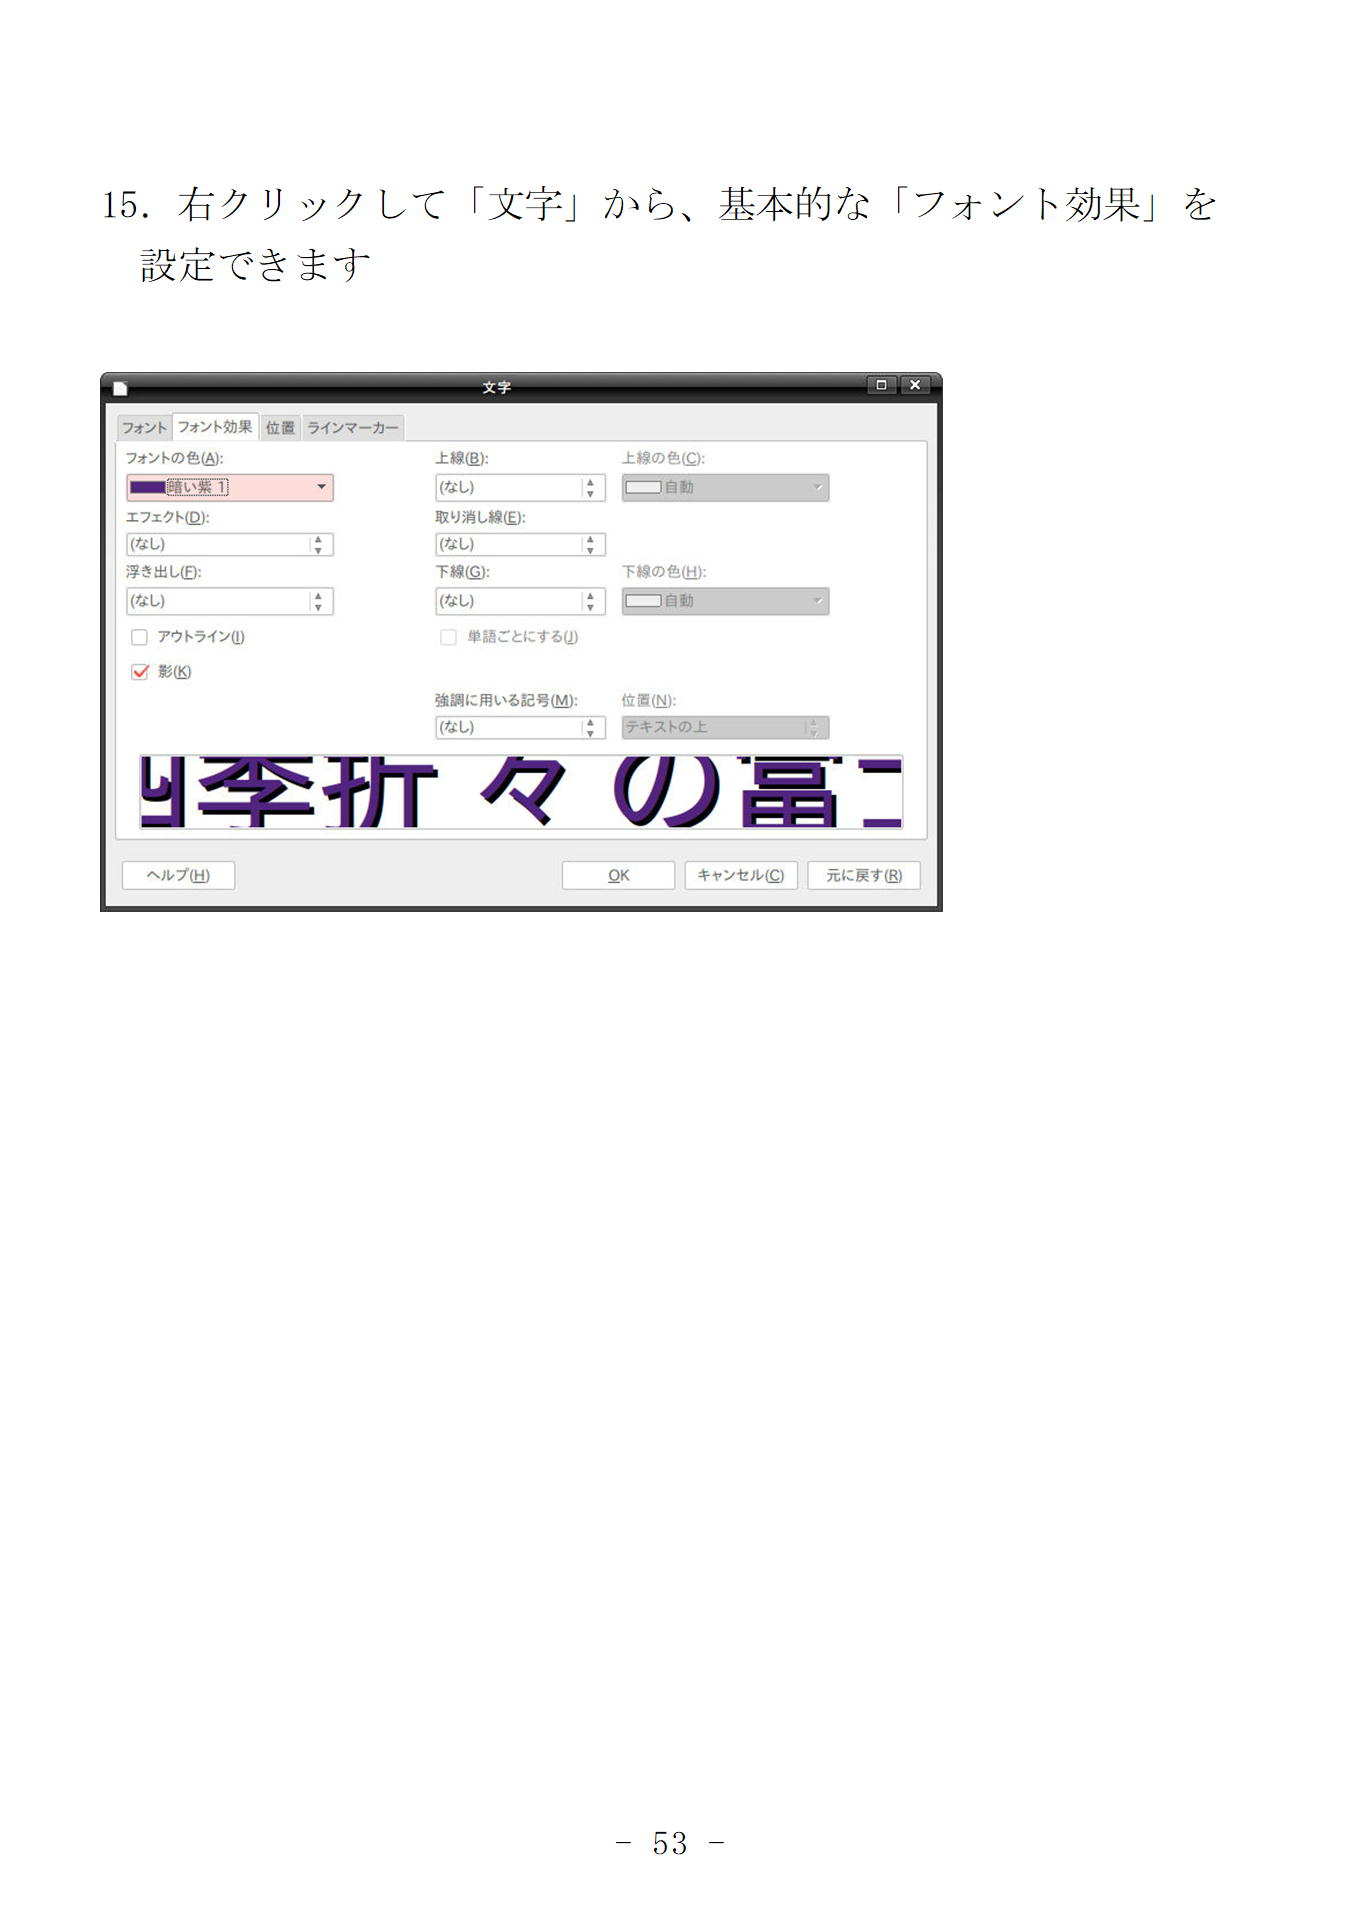 15. 右クリックして「文字」から、基本的な「フォント効果」を
設定できます
文字
フォント フォント効果 位置 ラインマーカー
フォントの色(A): 上線(B): 上線の色(C):
暗い紫 1 (なし) 自動
エフェクト(D): 取り消し線(E):
(なし) (なし)
浮き出し(F): 下線(G): 下線の色(H):
(なし) (なし) 自動
アウトライン(I) 単語ごとにする(J)
影(K)
強調に用いる記号(M): 位置(N):
(なし) テキストの上
四季折々の富士
ヘルプ(H) OK キャンセル(C) 元に戻す(R)
- 53 -